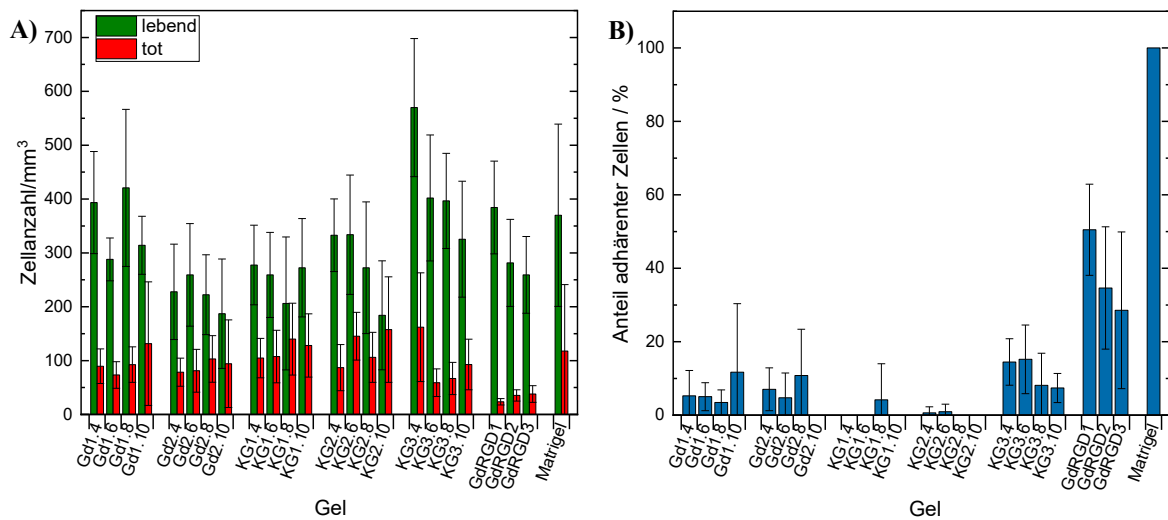 A)
lebend
tot
Zellanzahl/mm³
700
600
500
400
300
200
100
0
Gd1.4
Gd1.6
Gd1.8
Gd1.10
Gd2.4
Gd2.6
Gd2.8
Gd2.10
KG1.4
KG1.6
KG1.8
KG1.10
KG2.4
KG2.6
KG2.8
KG2.10
KG3.4
KG3.6
KG3.8
KG3.10
GdRGD1
GdRGD2
GdRGD3
Matrigel
Gel
B)
Anteil adhärenter Zellen / %
100
80
60
40
20
0
Gd1.4
Gd1.6
Gd1.8
Gd1.10
Gd2.4
Gd2.6
Gd2.8
Gd2.10
KG1.4
KG1.6
KG1.8
KG1.10
KG2.4
KG2.6
KG2.8
KG2.10
KG3.4
KG3.6
KG3.8
KG3.10
GdRGD1
GdRGD2
GdRGD3
Matrigel
Gel